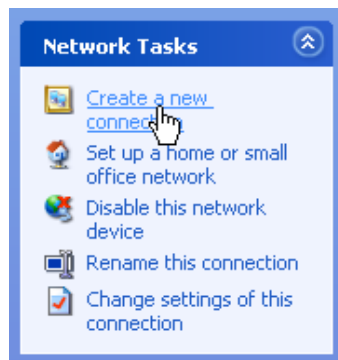 Network Tasks
Create a new
connection
Set up a home or small
office network
Disable this network
device
Rename this connection
Change settings of this
connection